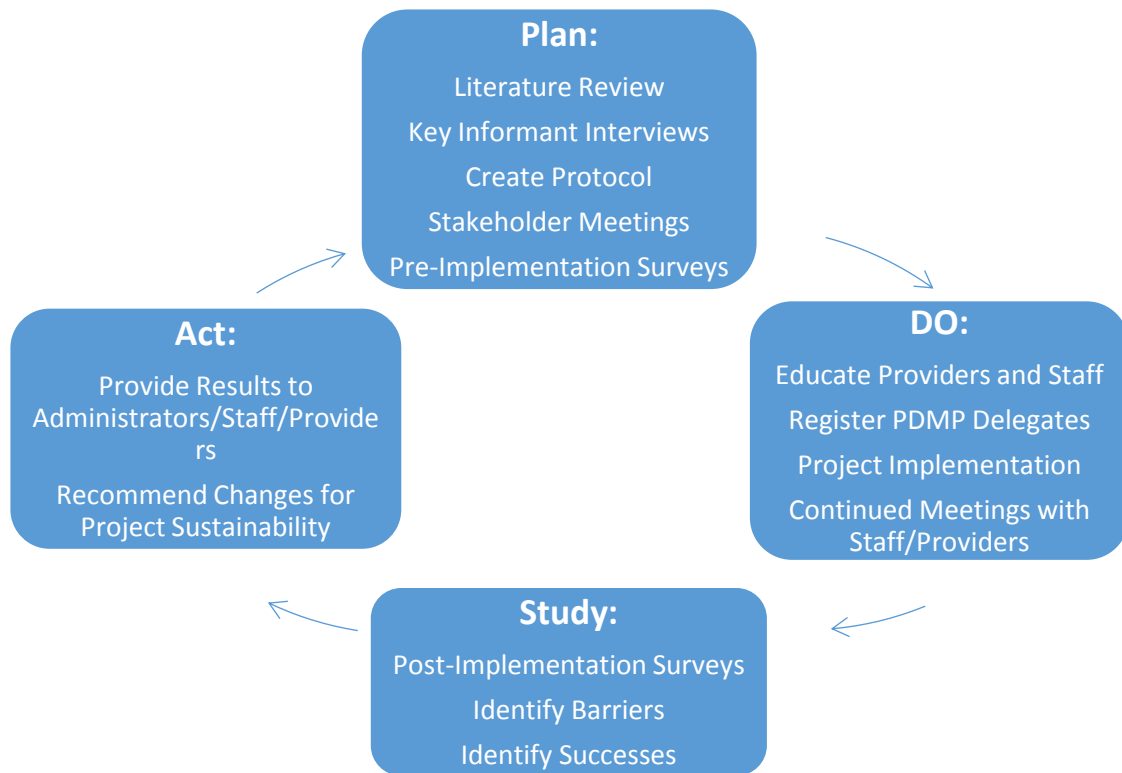 Plan:
Literature Review
Key Informant Interviews
Create Protocol
Stakeholder Meetings
Pre-Implementation Surveys
DO:
Educate Providers and Staff
Register PDMP Delegates
Project Implementation
Continued Meetings with
Staff/Providers
Study:
Post-Implementation Surveys
Identify Barriers
Identify Successes
Act:
Provide Results to
Administrators/Staff/Provide
rs
Recommend Changes for
Project Sustainability